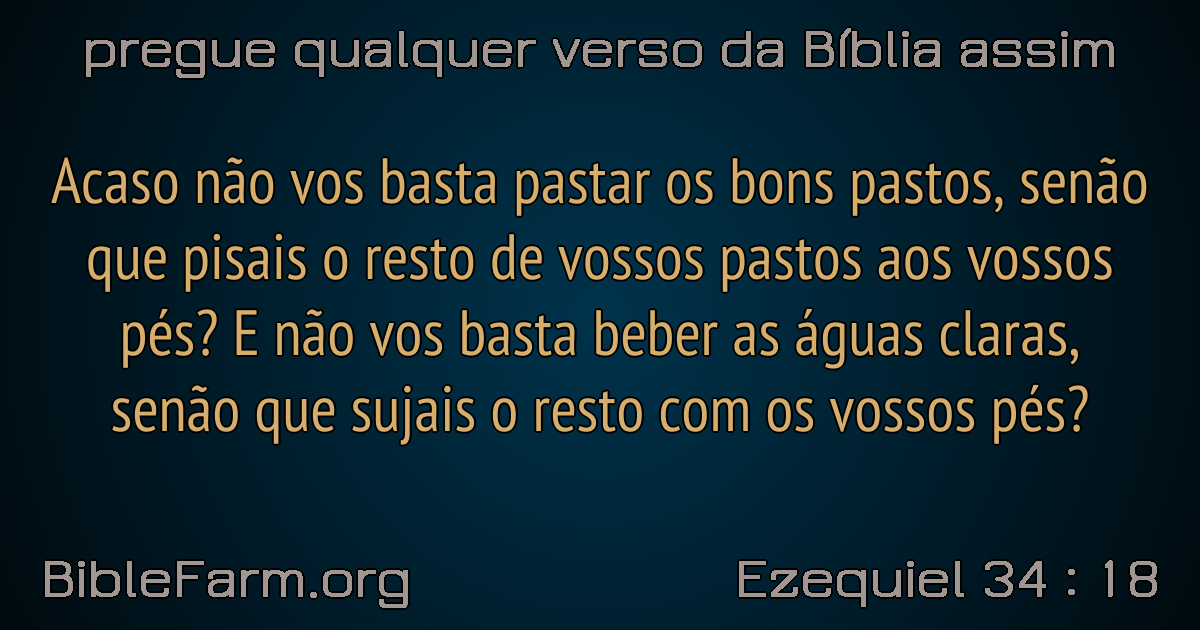 pregue qualquer verso da Bíblia assim
Acaso não vos basta pastar os bons pastos, senão
que pisais o resto de vossos pastos aos vossos
pés? E não vos basta beber as águas claras,
senão que sujais o resto com os vossos pés?
BibleFarm.org
Ezequiel 34 : 18